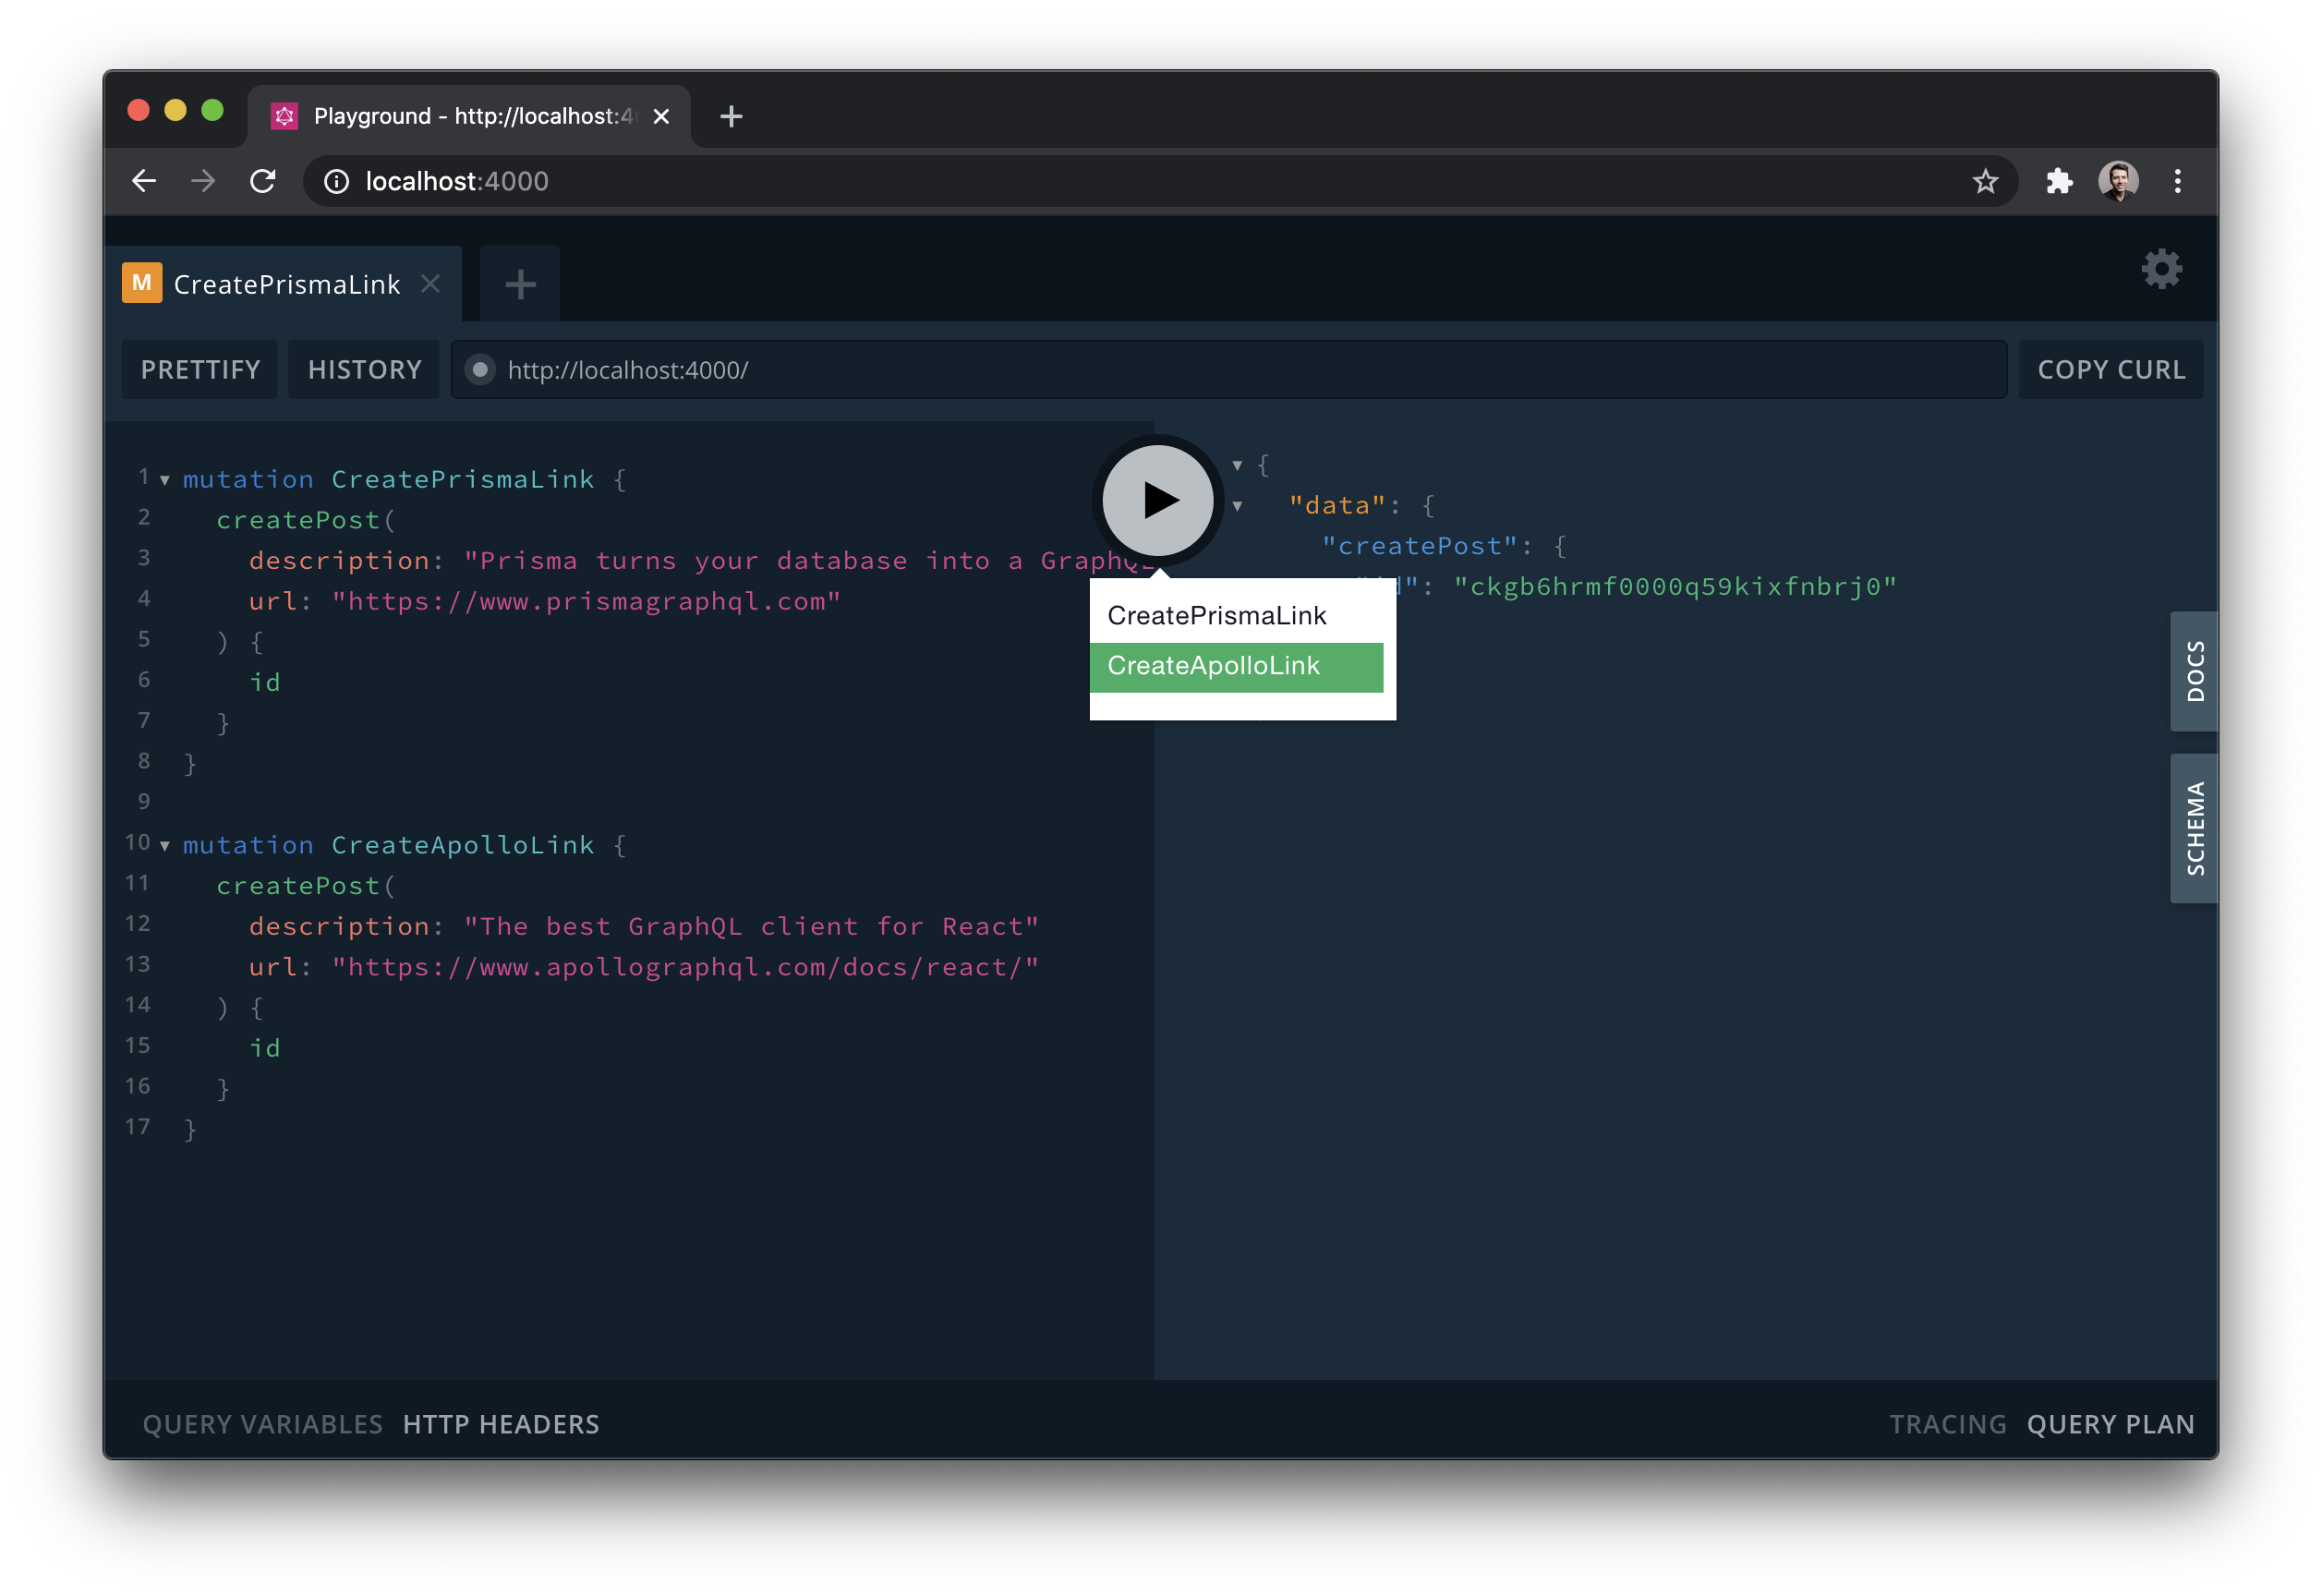 Playground - http://localhost:4
localhost:4000
M CreatePrismaLink
PRETTIFY HISTORY http://localhost:4000/ COPY CURL
1 mutation CreatePrismaLink {
2 createPost(
3 description: "Prisma turns your database into a GraphQL
4 url: "https://www.prismagraphql.com"
5 ) {
6 id
7 }
8 }
9
10 mutation CreateApolloLink {
11 createPost(
12 description: "The best GraphQL client for React"
13 url: "https://www.apollographql.com/docs/react/"
14 ) {
15 id
16 }
17 }
CreatePrismaLink
CreateApolloLink
{
"data": {
"createPost": {
"id": "ckgb6hrmf0000q59kixfnbrj0"
DOCS
SCHEMA
QUERY VARIABLES HTTP HEADERS
TRACING QUERY PLAN